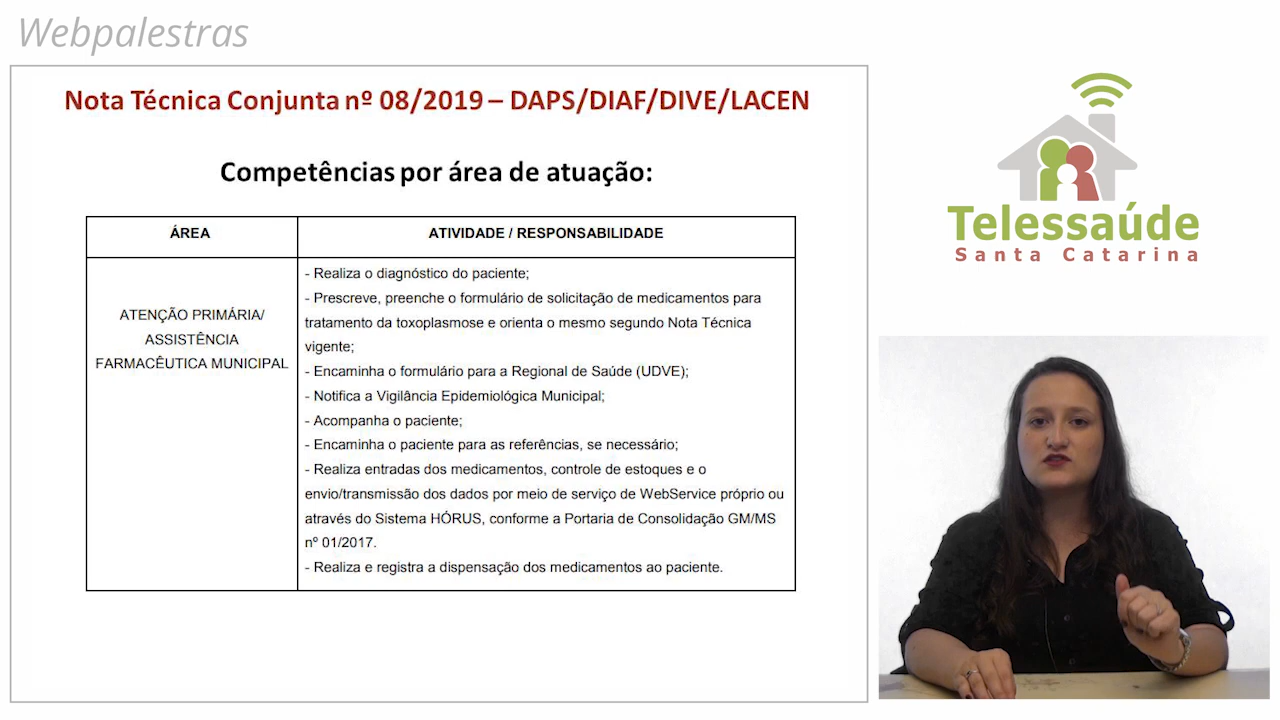 Webpalestras
Nota Técnica Conjunta nº 08/2019 – DAPS/DIAF/DIVE/LACEN
Competências por área de atuação:
ÁREA
ATIVIDADE / RESPONSABILIDADE
ATENÇÃO PRIMÁRIA/
ASSISTÊNCIA
FARMACÊUTICA MUNICIPAL
- Realiza o diagnóstico do paciente;
- Prescreve, preenche o formulário de solicitação de medicamentos para
tratamento da toxoplasmose e orienta o mesmo segundo Nota Técnica
vigente;
- Encaminha o formulário para a Regional de Saúde (UDVE);
- Notifica a Vigilância Epidemiológica Municipal;
- Acompanha o paciente;
- Encaminha o paciente para as referências, se necessário;
- Realiza entradas dos medicamentos, controle de estoques e o
envio/transmissão dos dados por meio de serviço de WebService próprio ou
através do Sistema HÓRUS, conforme a Portaria de Consolidação GM/MS
nº 01/2017.
- Realiza e registra a dispensação dos medicamentos ao paciente.
Telessaúde
Santa Catarina